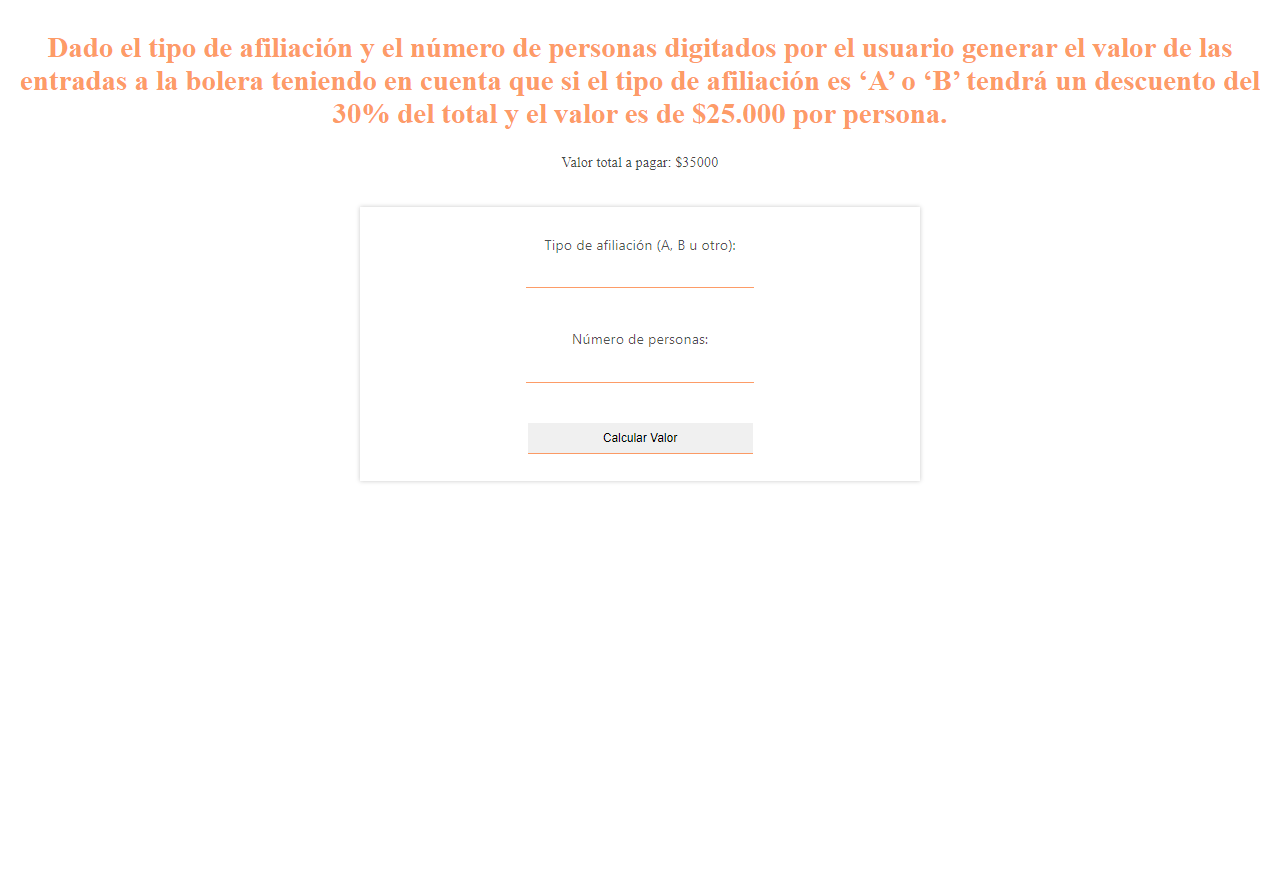 Dado el tipo de afiliación y el número de personas digitados por el usuario generar el valor de las
entradas a la bolera teniendo en cuenta que si el tipo de afiliación es ‘A’ o ‘B’ tendrá un descuento del
30% del total y el valor es de $25.000 por persona.
Valor total a pagar: $35000
Tipo de afiliación (A, B u otro):
Número de personas:
Calcular Valor